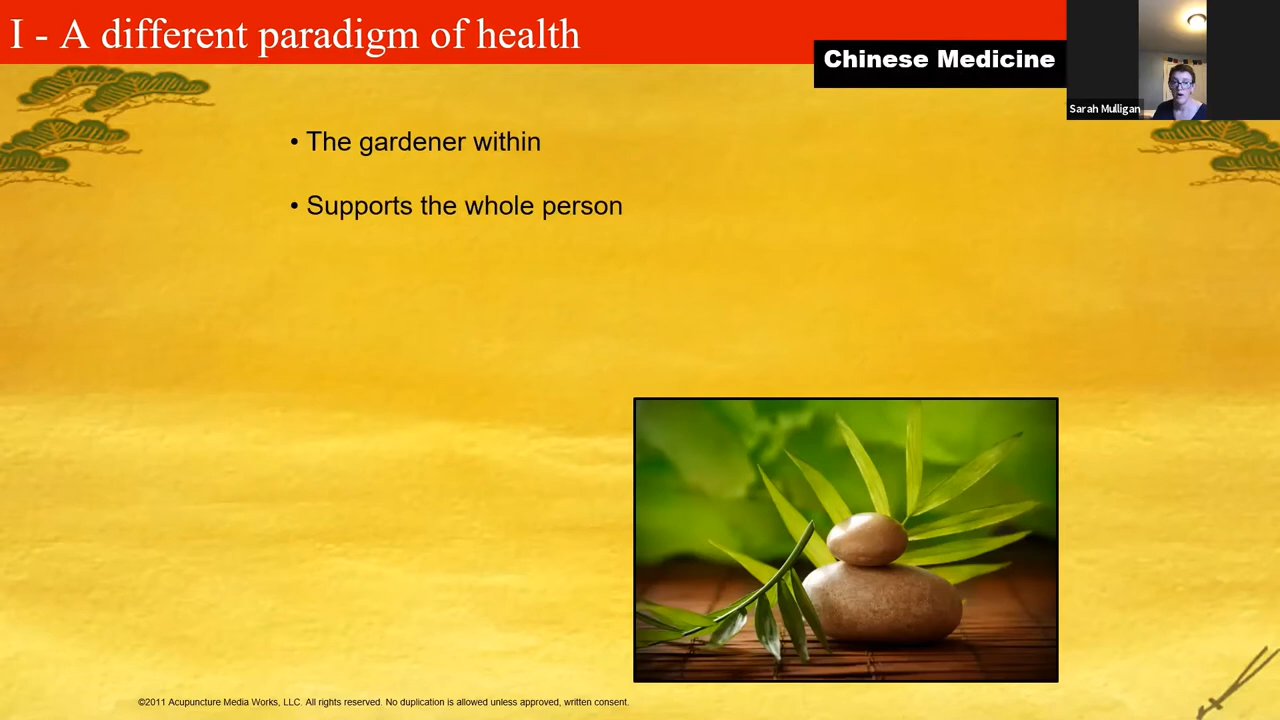 I - A different paradigm of health
Chinese Medicine
Sarah Mulligan
• The gardener within
• Supports the whole person
©2011 Acupuncture Media Works, LLC. All rights reserved. No duplication is allowed unless approved, written consent.